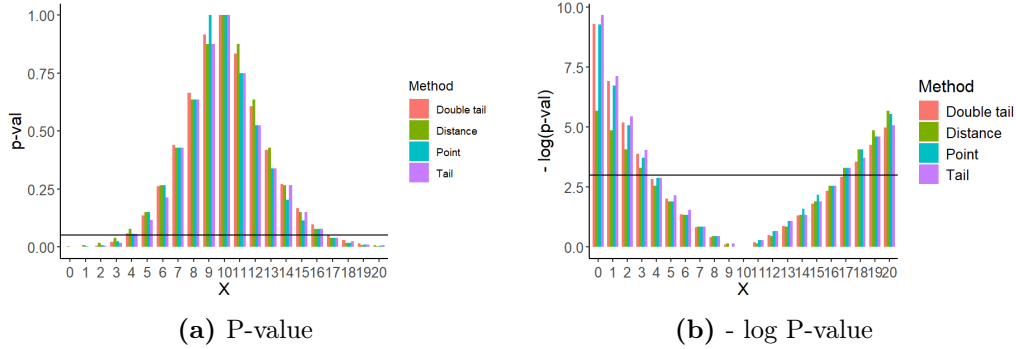 1.00
0.75
0.50
0.25
0.00
p-val
0 1 2 3 4 5 6 7 8 9 10 11 12 13 14 15 16 17 18 19 20
X
Method
Double tail
Distance
Point
Tail
(a) P-value
10.0
7.5
5.0
2.5
0.0
- log(p-val)
0 1 2 3 4 5 6 7 8 9 10 11 12 13 14 15 16 17 18 19 20
X
Method
Double tail
Distance
Point
Tail
(b) - log P-value